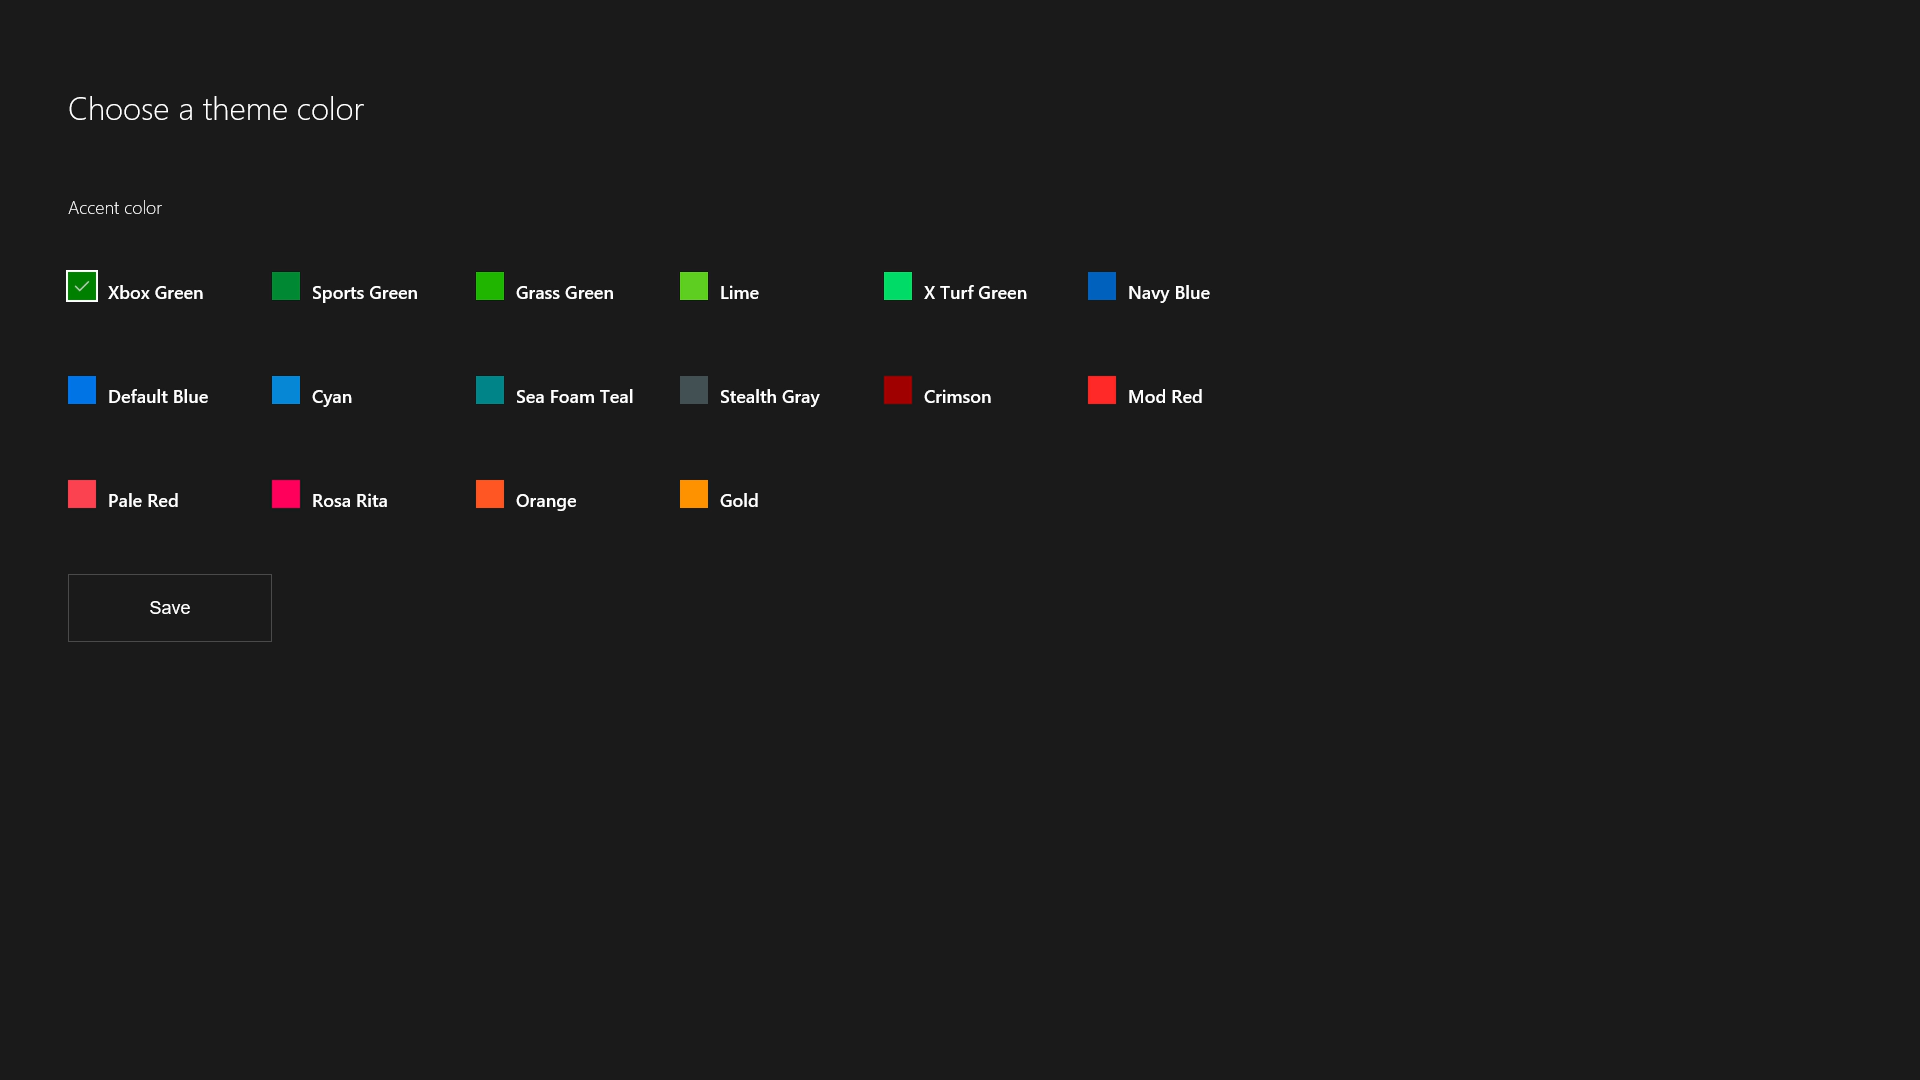 Choose a theme color
Accent color
Xbox Green
Sports Green
Grass Green
Lime
X Turf Green
Navy Blue
Default Blue
Cyan
Sea Foam Teal
Stealth Gray
Crimson
Mod Red
Pale Red
Rosa Rita
Orange
Gold
Save